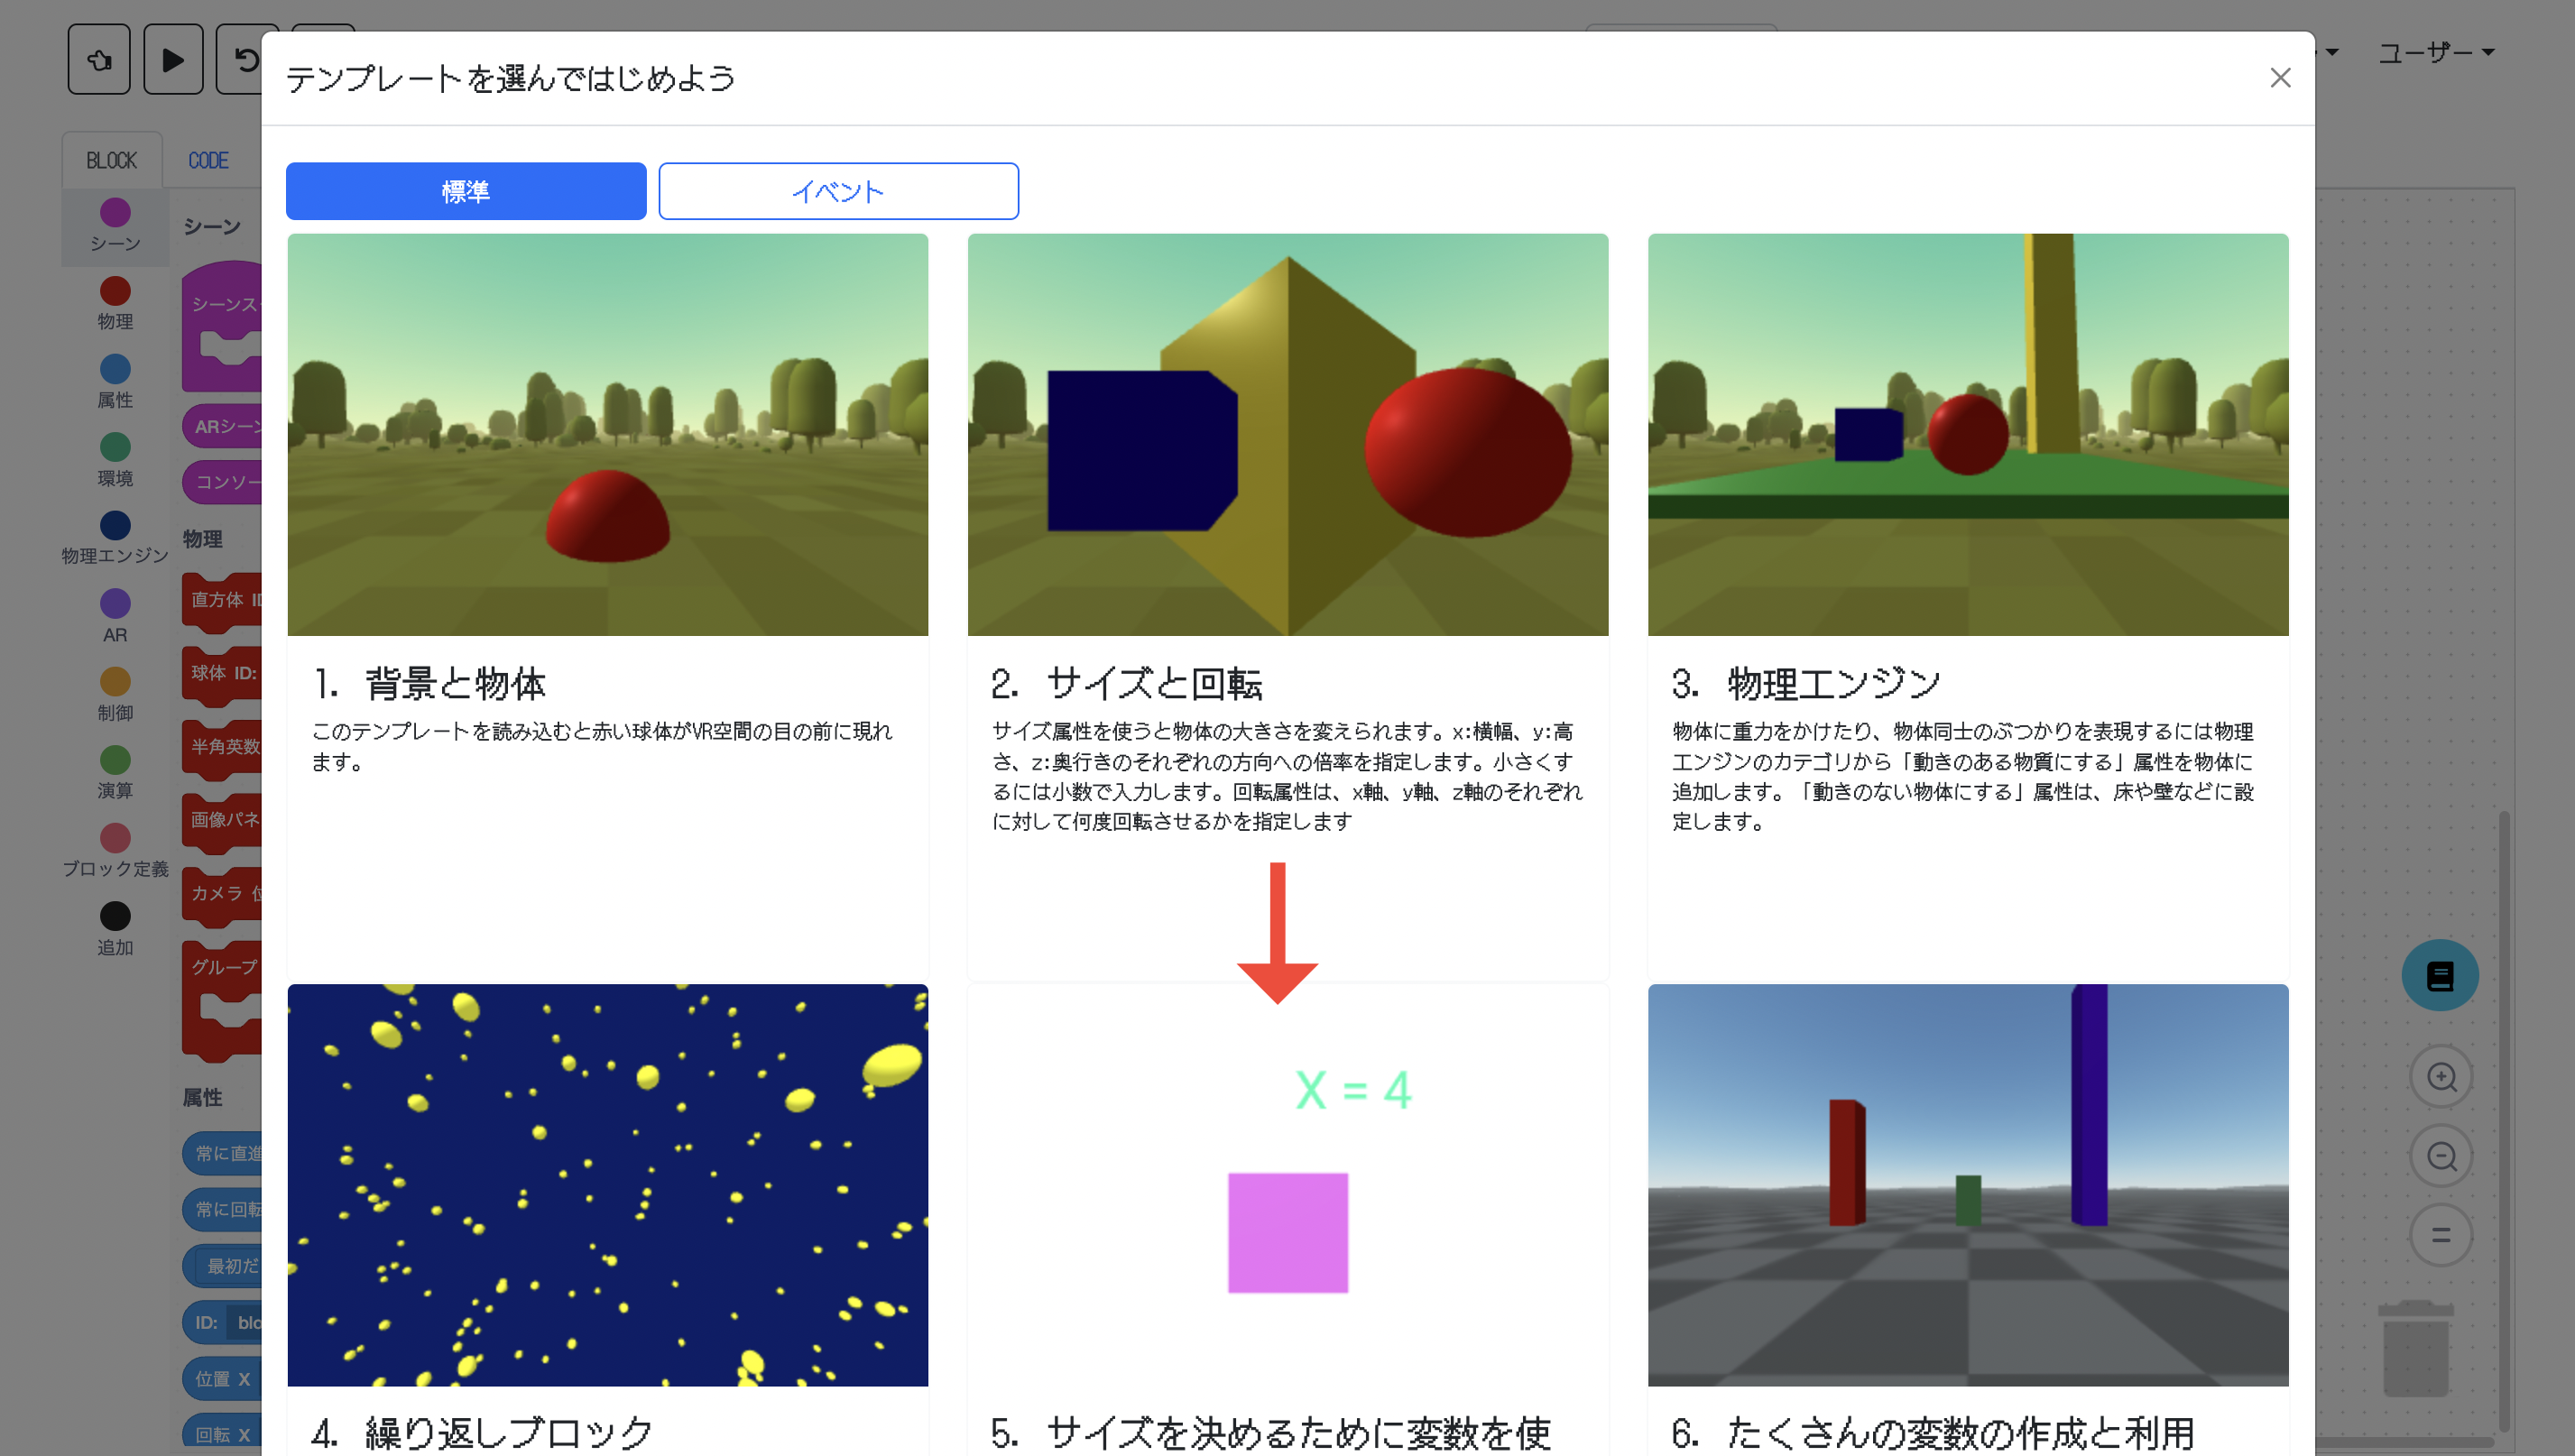 ユーザー
テンプレートを選んではじめよう
BLOCK
CODE
標準
イベント
シーン
物理
属性
環境
物理エンジン
AR
制御
演算
ブロック定義
追加
シーン
シーンス
ARシーン
コンソー
物理
直方体 ID
球体 ID:
半角英数
画像パネ
カメラ 位
グループ
属性
常に直進
常に回転
最初だ
ID: blo
位置 X
回転 X
1. 背景と物体
このテンプレートを読み込むと赤い球体がVR空間の目の前に現れ
ます。
2. サイズと回転
サイズ属性を使うと物体の大きさを変えられます。x:横幅、y:高
さ、z:奥行きのそれぞれの方向への倍率を指定します。小さくす
るには小数で入力します。回転属性は、x軸、y軸、z軸のそれぞれ
に対して何度回転させるかを指定します
3. 物理エンジン
物体に重力をかけたり、物体同士のぶつかりを表現するには物理
エンジンのカテゴリから「動きのある物質にする」属性を物体に
追加します。「動きのない物体にする」属性は、床や壁などに設
定します。
X = 4
4. 繰り返しブロック
5. サイズを決めるために変数を使
6. たくさんの変数の作成と利用